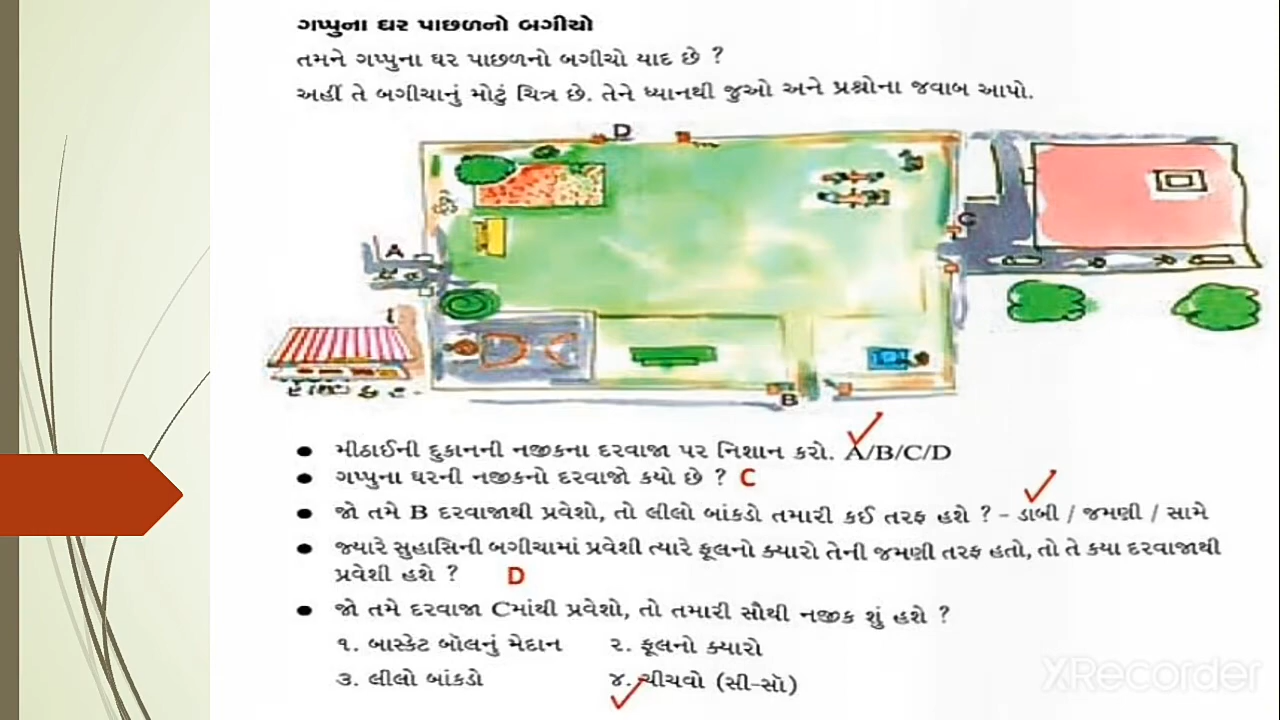 ગપ્પુના ઘર પાછળનો બગીચો
તમને ગપ્પુના ઘર પાછળનો બગીચો યાદ છે ?
અહીં તે બગીચાનું મોટું ચિત્ર છે. તેને ધ્યાનથી જુઓ અને પ્રશ્નોના જવાબ આપો.
D
C
A
B
• મીઠાઈની દુકાનની નજીકના દરવાજા પર નિશાન કરો. A/B/C/D
• ગપ્પુના ઘરની નજીકનો દરવાજો કયો છે ? C
• જો તમે B દરવાજાથી પ્રવેશો, તો લીલો બાંકડો તમારી કઈ તરફ હશે ? – ડાબી / જમણી / સામે
• જ્યારે સુહાસિની બગીચામાં પ્રવેશી ત્યારે ફૂલનો ક્યારો તેની જમણી તરફ હતો, તો તે કયા દરવાજાથી
પ્રવેશી હશે ? D
• જો તમે દરવાજા Cમાંથી પ્રવેશો, તો તમારી સૌથી નજીક શું હશે ?
૧. બાસ્કેટ બૉલનું મેદાન ૨. ફૂલનો ક્યારો
૩. લીલો બાંકડો ૪. ચીચવો (સી-સૉ)
XRecorder